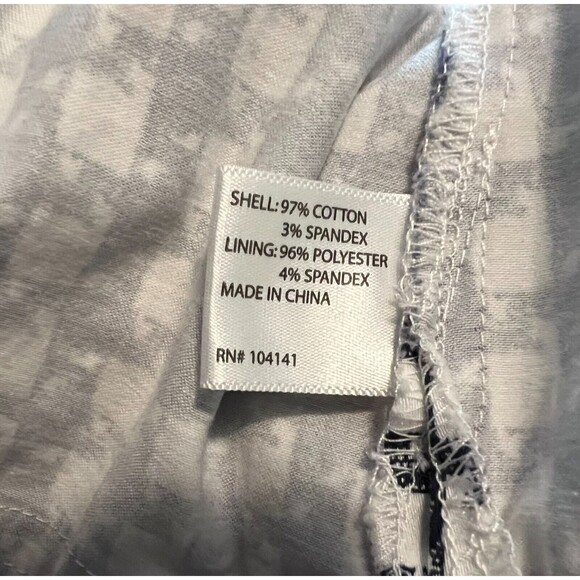 SHELL: 97% COTTON
3% SPANDEX
LINING: 96% POLYESTER
4% SPANDEX
MADE IN CHINA
RN# 104141